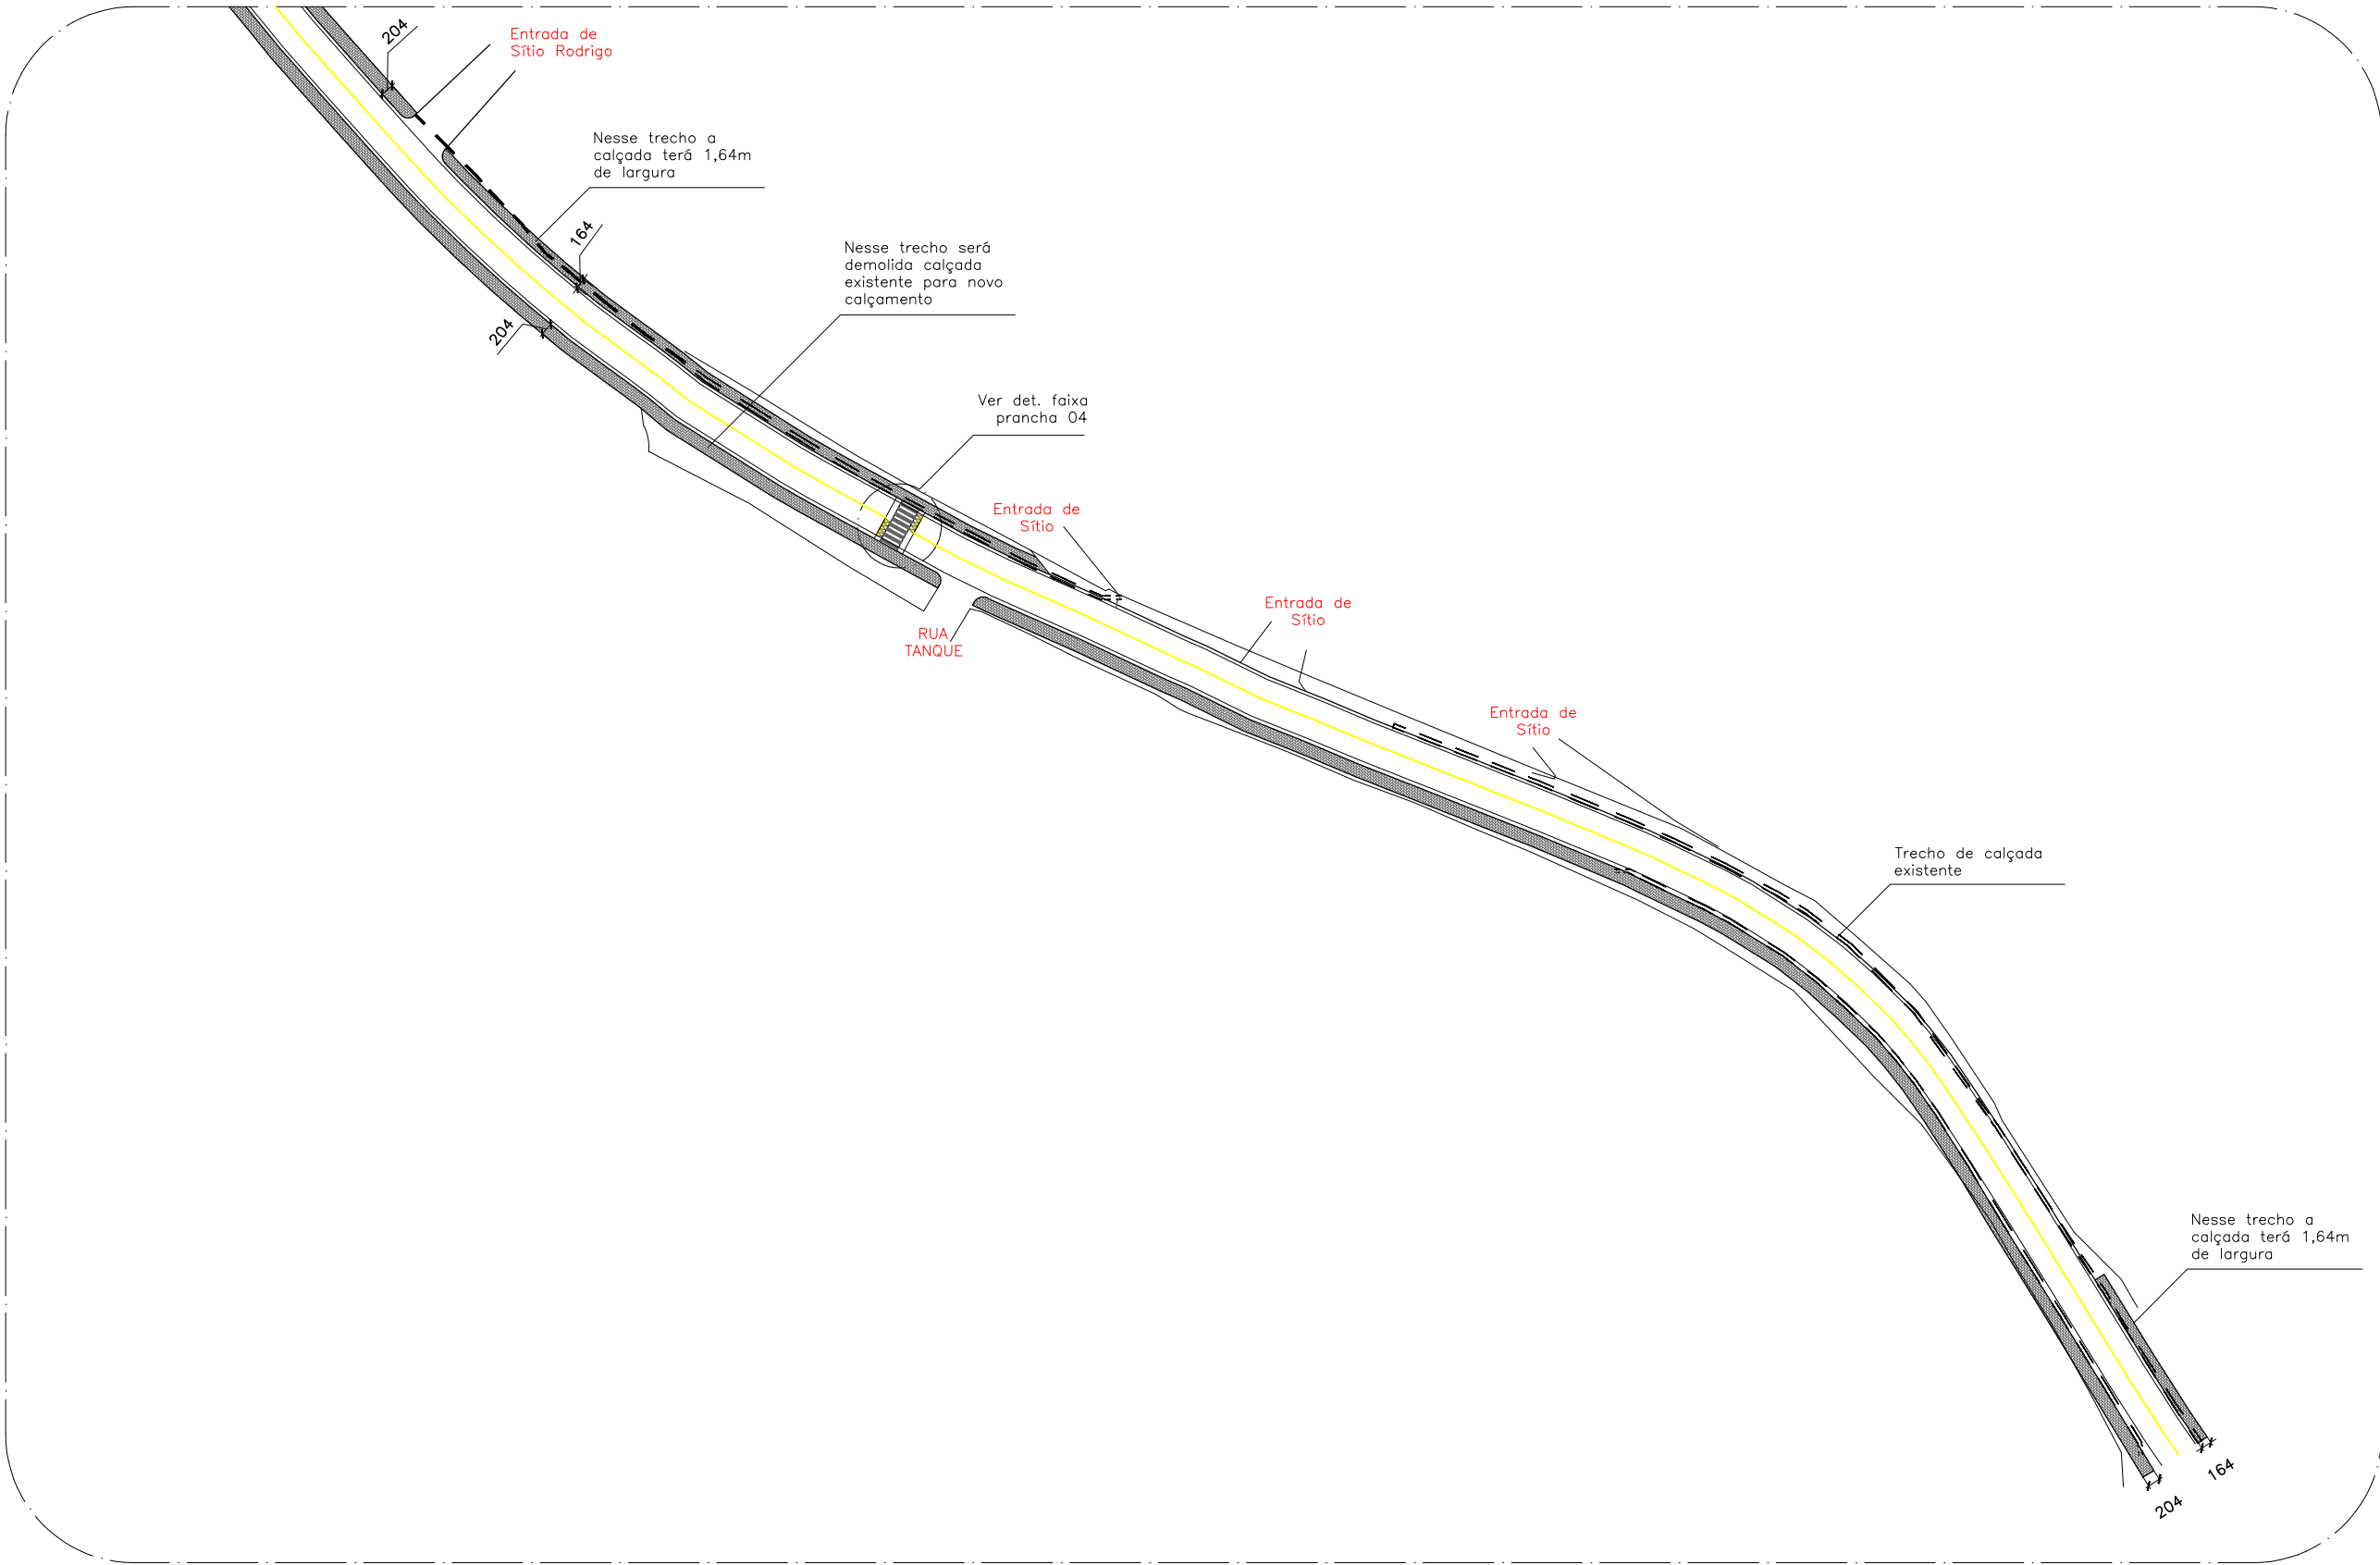 204
Entrada de
Sítio Rodrigo
Nesse trecho a
calçada terá 1,64m
de largura
164
204
Nesse trecho será
demolida calçada
existente para novo
calçamento
Ver det. faixa
prancha 04
Entrada de
Sítio
RUA
TANQUE
Entrada de
Sítio
Entrada de
Sítio
Trecho de calçada
existente
Nesse trecho a
calçada terá 1,64m
de largura
164
204